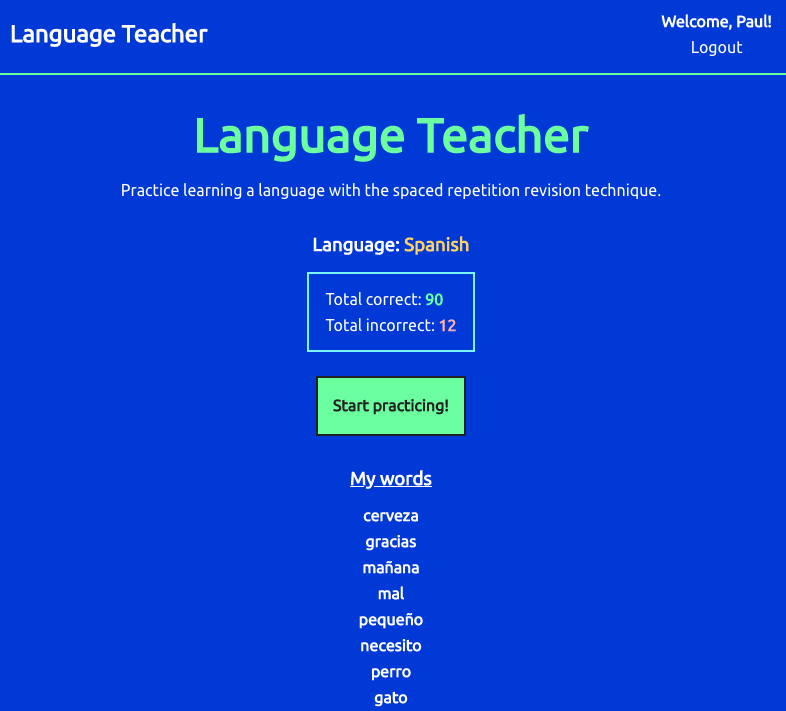 Language Teacher
Welcome, Paul!
Logout
Language Teacher
Practice learning a language with the spaced repetition revision technique.
Language: Spanish
Total correct: 90
Total incorrect: 12
Start practicing!
My words
cerveza
gracias
mañana
mal
pequeño
necesito
perro
gato